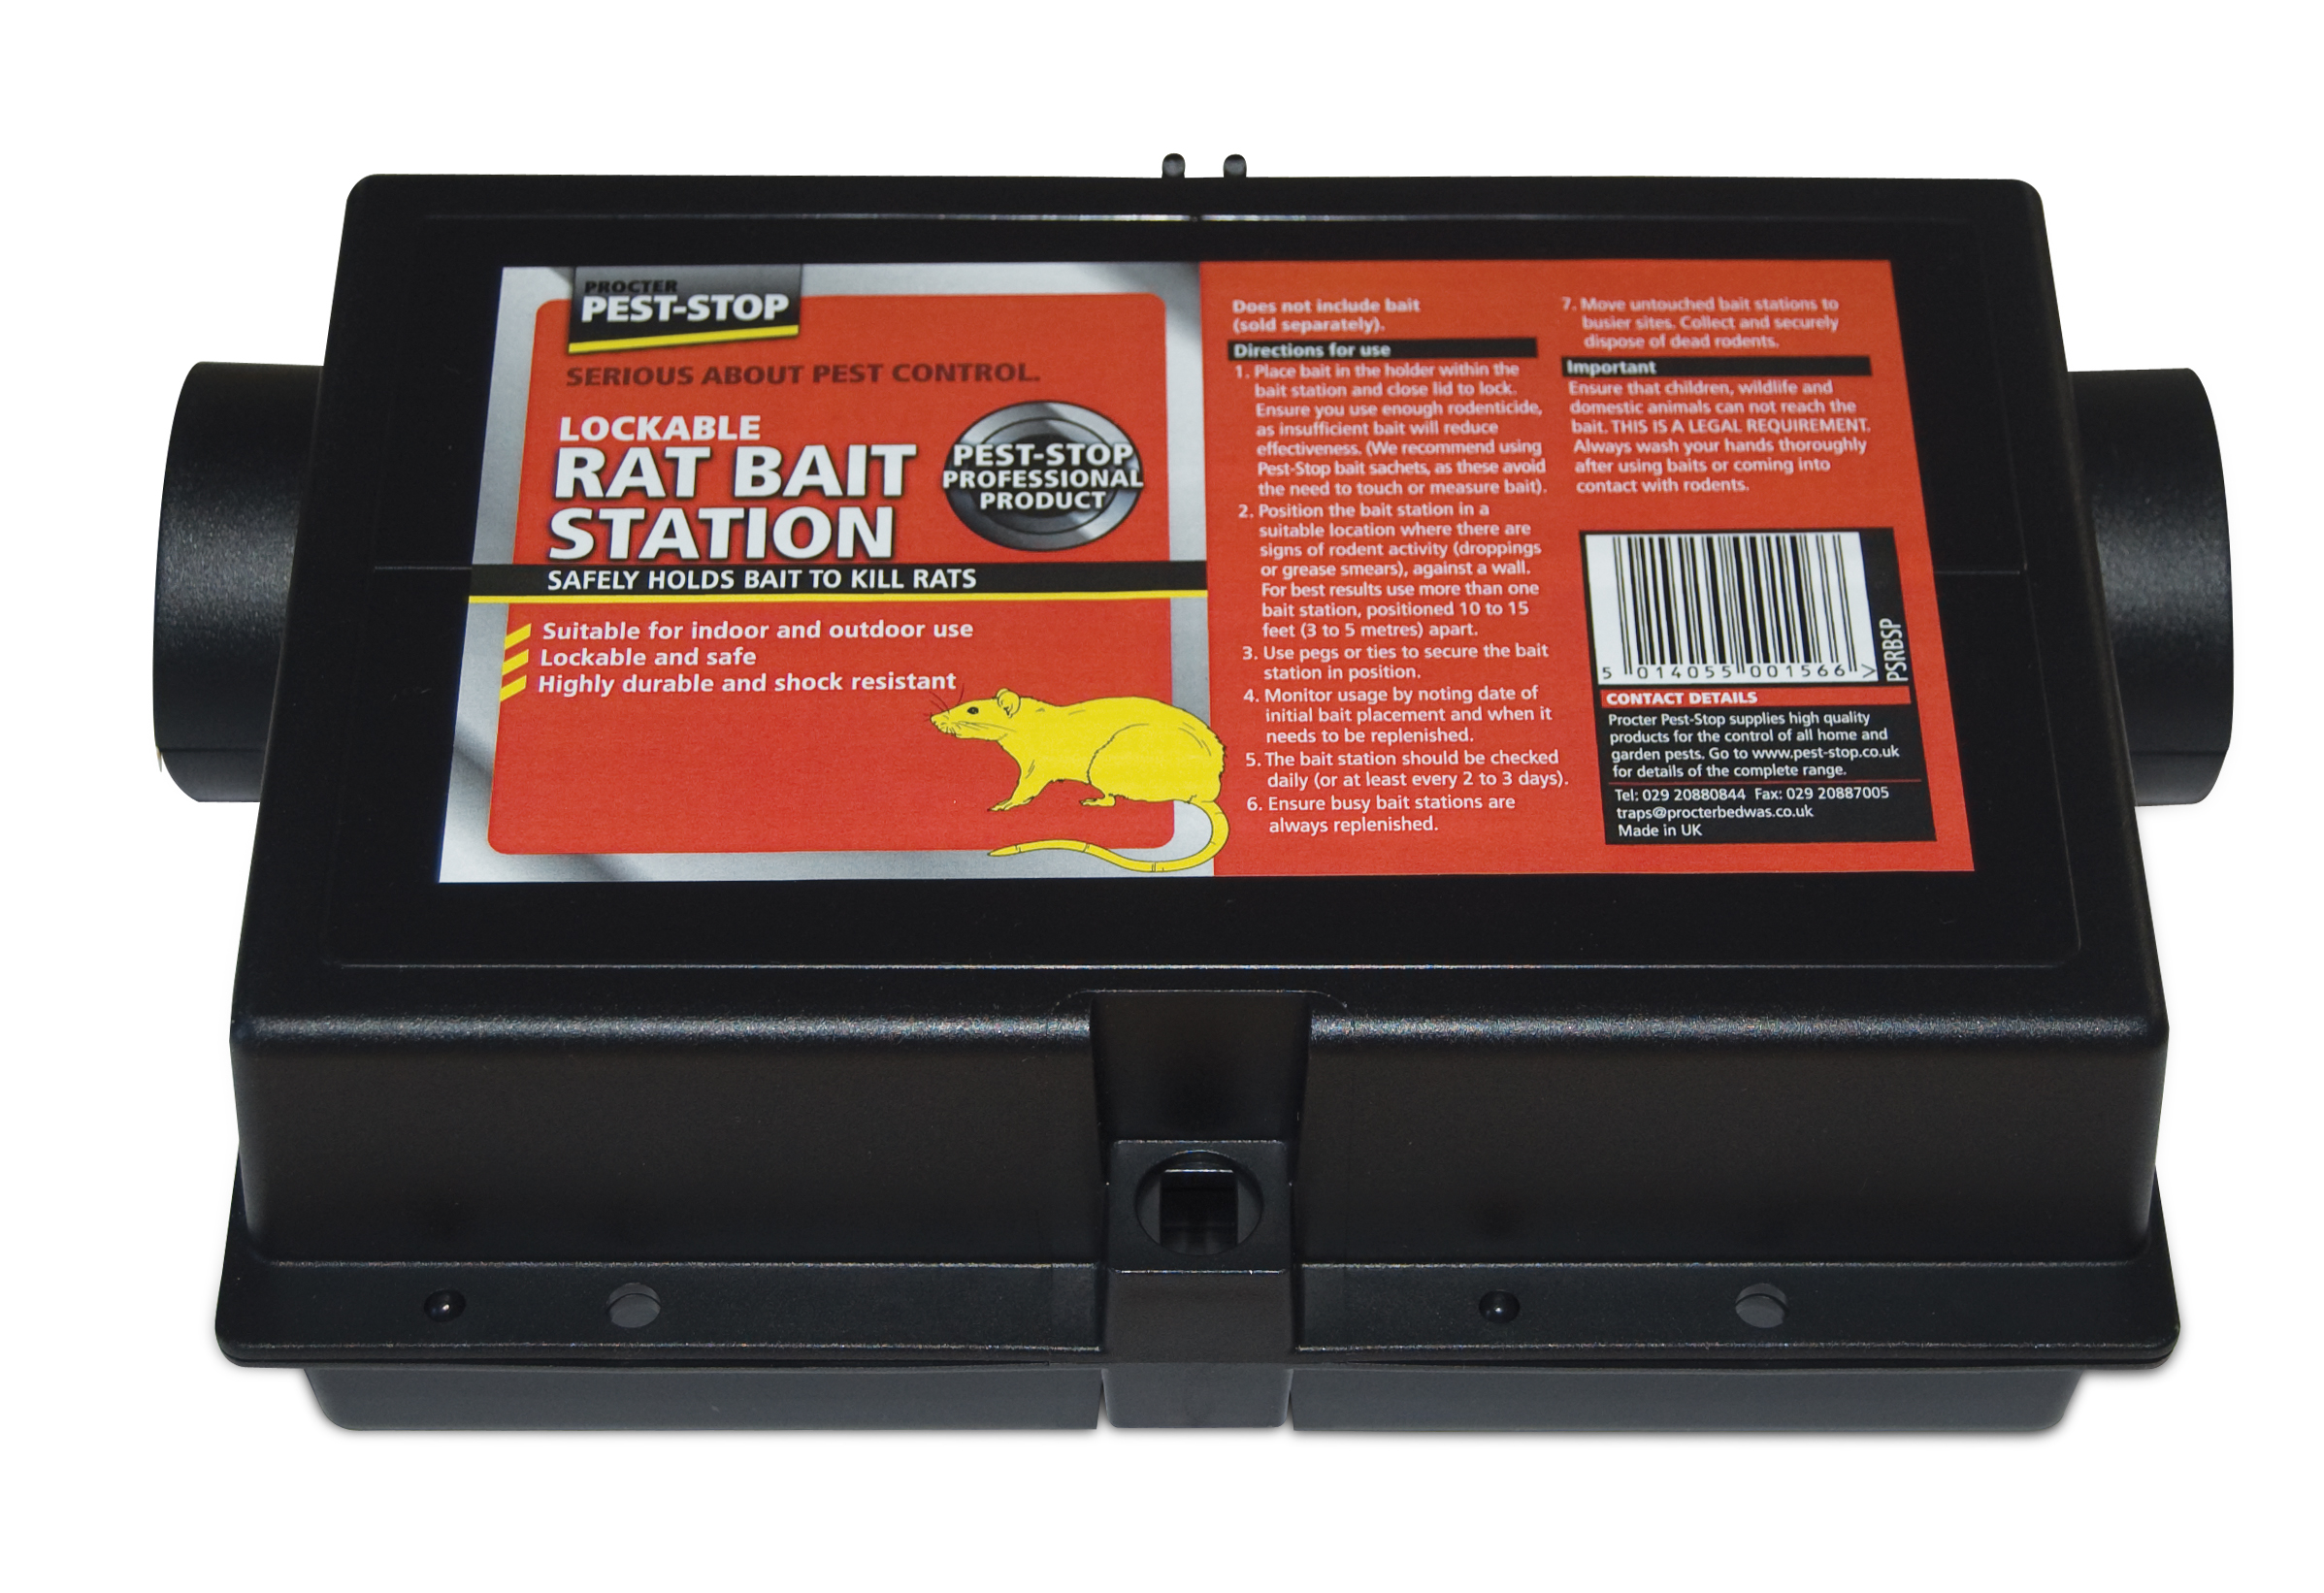 PROCTER
PEST-STOP
SERIOUS ABOUT PEST CONTROL.
LOCKABLE
RAT BAIT
STATION
PEST-STOP
PROFESSIONAL
PRODUCT
SAFELY HOLDS BAIT TO KILL RATS
Suitable for indoor and outdoor use
Lockable and safe
Highly durable and shock resistant
Does not include bait
(sold separately).
Directions for use
1. Place bait in the holder within the
bait station and close lid to lock.
Ensure you use enough rodenticide,
as insufficient bait will reduce
effectiveness. (We recommend using
Pest-Stop bait sachets, as these avoid
the need to touch or measure bait).
2. Position the bait station in a
suitable location where there are
signs of rodent activity (droppings
or grease smears), against a wall.
For best results use more than one
bait station, positioned 10 to 15
feet (3 to 5 metres) apart.
3. Use pegs or ties to secure the bait
station in position.
4. Monitor usage by noting date of
initial bait placement and when it
needs to be replenished.
5. The bait station should be checked
daily (or at least every 2 to 3 days).
6. Ensure busy bait stations are
always replenished.
7. Move untouched bait stations to
busier sites. Collect and securely
dispose of dead rodents.
Important
Ensure that children, wildlife and
domestic animals can not reach the
bait. THIS IS A LEGAL REQUIREMENT.
Always wash your hands thoroughly
after using baits or coming into
contact with rodents.
5 014055 001566 >
PSRBSP
CONTACT DETAILS
Procter Pest-Stop supplies high quality
products for the control of all home and
garden pests. Go to www.pest-stop.co.uk
for details of the complete range.
Tel: 029 20880844 Fax: 029 20887005
traps@procterbedwas.co.uk
Made in UK